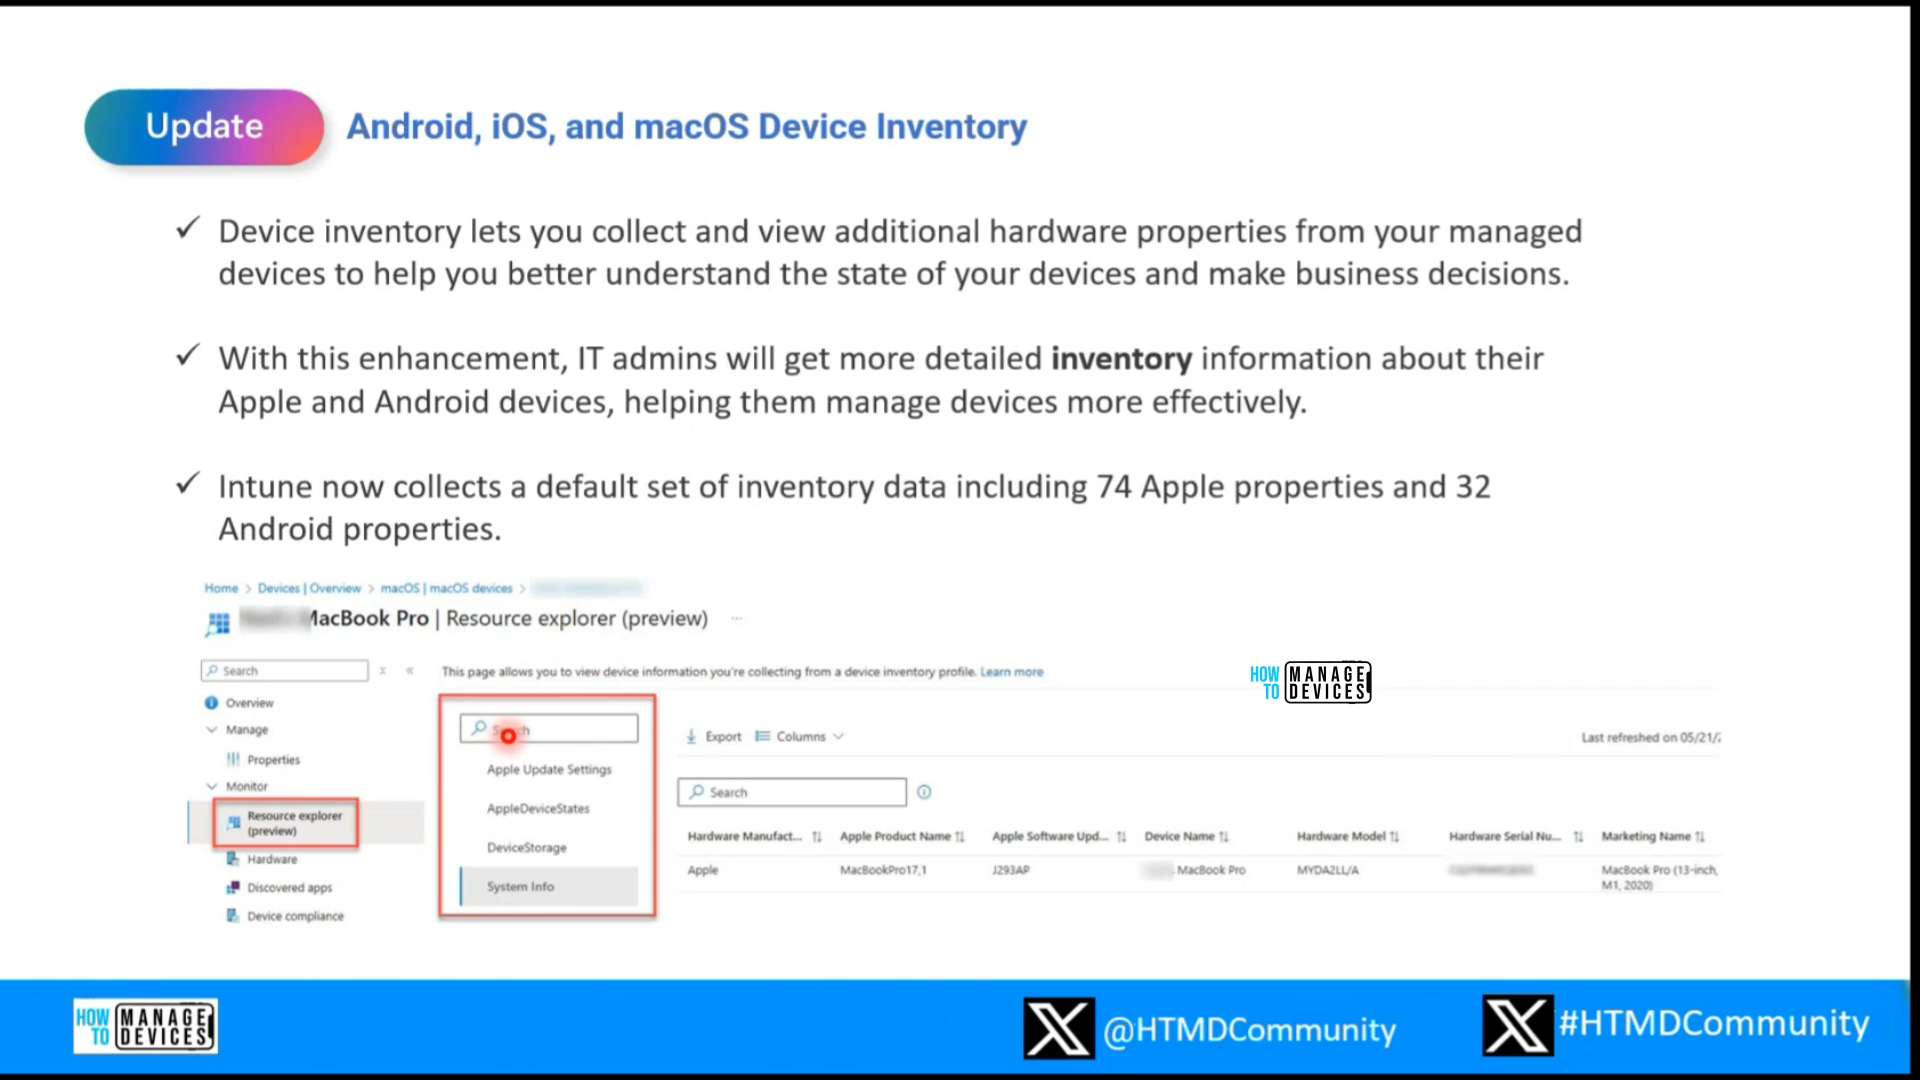 Update
Android, iOS, and macOS Device Inventory
✓ Device inventory lets you collect and view additional hardware properties from your managed
devices to help you better understand the state of your devices and make business decisions.
✓ With this enhancement, IT admins will get more detailed inventory information about their
Apple and Android devices, helping them manage devices more effectively.
✓ Intune now collects a default set of inventory data including 74 Apple properties and 32
Android properties.
Home > Devices | Overview > macOS | macOS devices >
MacBook Pro | Resource explorer (preview) ...
Search
Overview
Manage
Properties
Monitor
Resource explorer
(preview)
Hardware
Discovered apps
Device compliance
This page allows you to view device information you're collecting from a device inventory profile. Learn more
Search
Apple Update Settings
AppleDeviceStates
DeviceStorage
System Info
HOW TO MANAGE DEVICES
Export Columns
Last refreshed on 05/21/2
Search
Hardware Manufact... Apple Product Name Apple Software Upd... Device Name Hardware Model Hardware Serial Nu... Marketing Name
Apple MacBookPro17,1 J293AP MacBook Pro MYDA2LL/A MacBook Pro (13-inch,
M1, 2020)
HOW TO MANAGE DEVICES
@HTMDCommunity
#HTMDCommunity